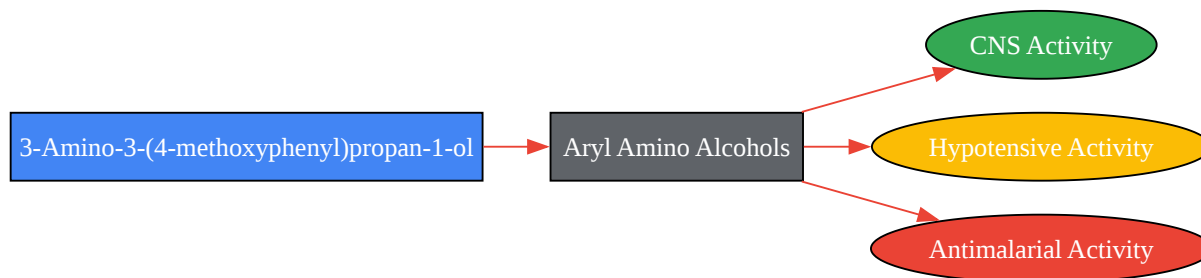 3-Amino-3-(4-methoxyphenyl)propan-1-ol
Aryl Amino Alcohols
CNS Activity
Hypotensive Activity
Antimalarial Activity